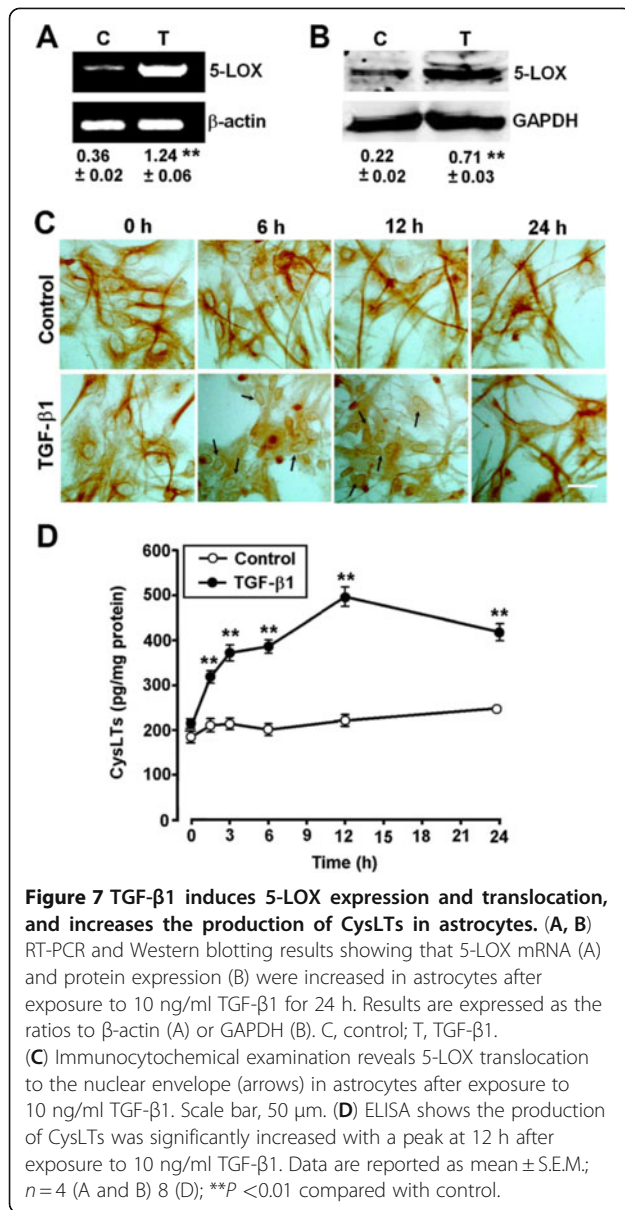 A
C T
5-LOX
β-actin
0.36 1.24 **
± 0.02 ± 0.06
B
C T
5-LOX
GAPDH
0.22 0.71 **
± 0.02 ± 0.03
C
0 h 6 h 12 h 24 h
Control
TGF-β1
D
CysLTs (pg/mg protein)
600
500
400
300
200
100
0
Control
TGF-β1
** ** ** ** **
0 3 6 9 12 15 18 21 24
Time (h)
Figure 7 TGF-β1 induces 5-LOX expression and translocation,
and increases the production of CysLTs in astrocytes. (A, B)
RT-PCR and Western blotting results showing that 5-LOX mRNA (A)
and protein expression (B) were increased in astrocytes after
exposure to 10 ng/ml TGF-β1 for 24 h. Results are expressed as the
ratios to β-actin (A) or GAPDH (B). C, control; T, TGF-β1.
(C) Immunocytochemical examination reveals 5-LOX translocation
to the nuclear envelope (arrows) in astrocytes after exposure to
10 ng/ml TGF-β1. Scale bar, 50 μm. (D) ELISA shows the production
of CysLTs was significantly increased with a peak at 12 h after
exposure to 10 ng/ml TGF-β1. Data are reported as mean ± S.E.M.;
n = 4 (A and B) 8 (D); **P <0.01 compared with control.